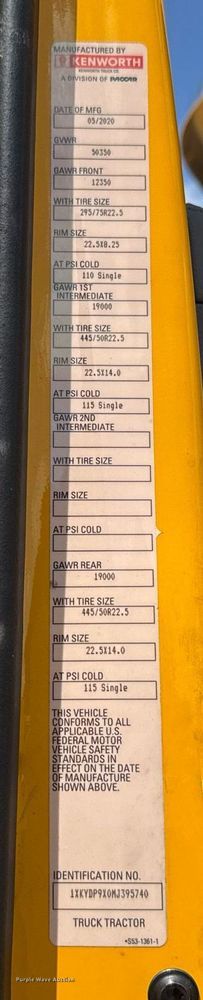 MANUFACTURED BY
KENWORTH
KENWORTH TRUCK CO.
A DIVISION OF PACCAR
DATE OF MFG
05/2020
GVWR
50350
GAWR FRONT
12350
WITH TIRE SIZE
295/75R22.5
RIM SIZE
22.5X8.25
AT PSI COLD
110 Single
GAWR 1ST
INTERMEDIATE
19000
WITH TIRE SIZE
445/50R22.5
RIM SIZE
22.5X14.0
AT PSI COLD
115 Single
GAWR 2ND
INTERMEDIATE
WITH TIRE SIZE
RIM SIZE
AT PSI COLD
GAWR REAR
19000
WITH TIRE SIZE
445/50R22.5
RIM SIZE
22.5X14.0
AT PSI COLD
115 Single
THIS VEHICLE
CONFORMS TO ALL
APPLICABLE U.S.
FEDERAL MOTOR
VEHICLE SAFETY
STANDARDS IN
EFFECT ON THE DATE
OF MANUFACTURE
SHOWN ABOVE.
IDENTIFICATION NO.
1XKYDP9X0MJ395740
TRUCK TRACTOR
•S53-1361-1
Purple Wave Auction